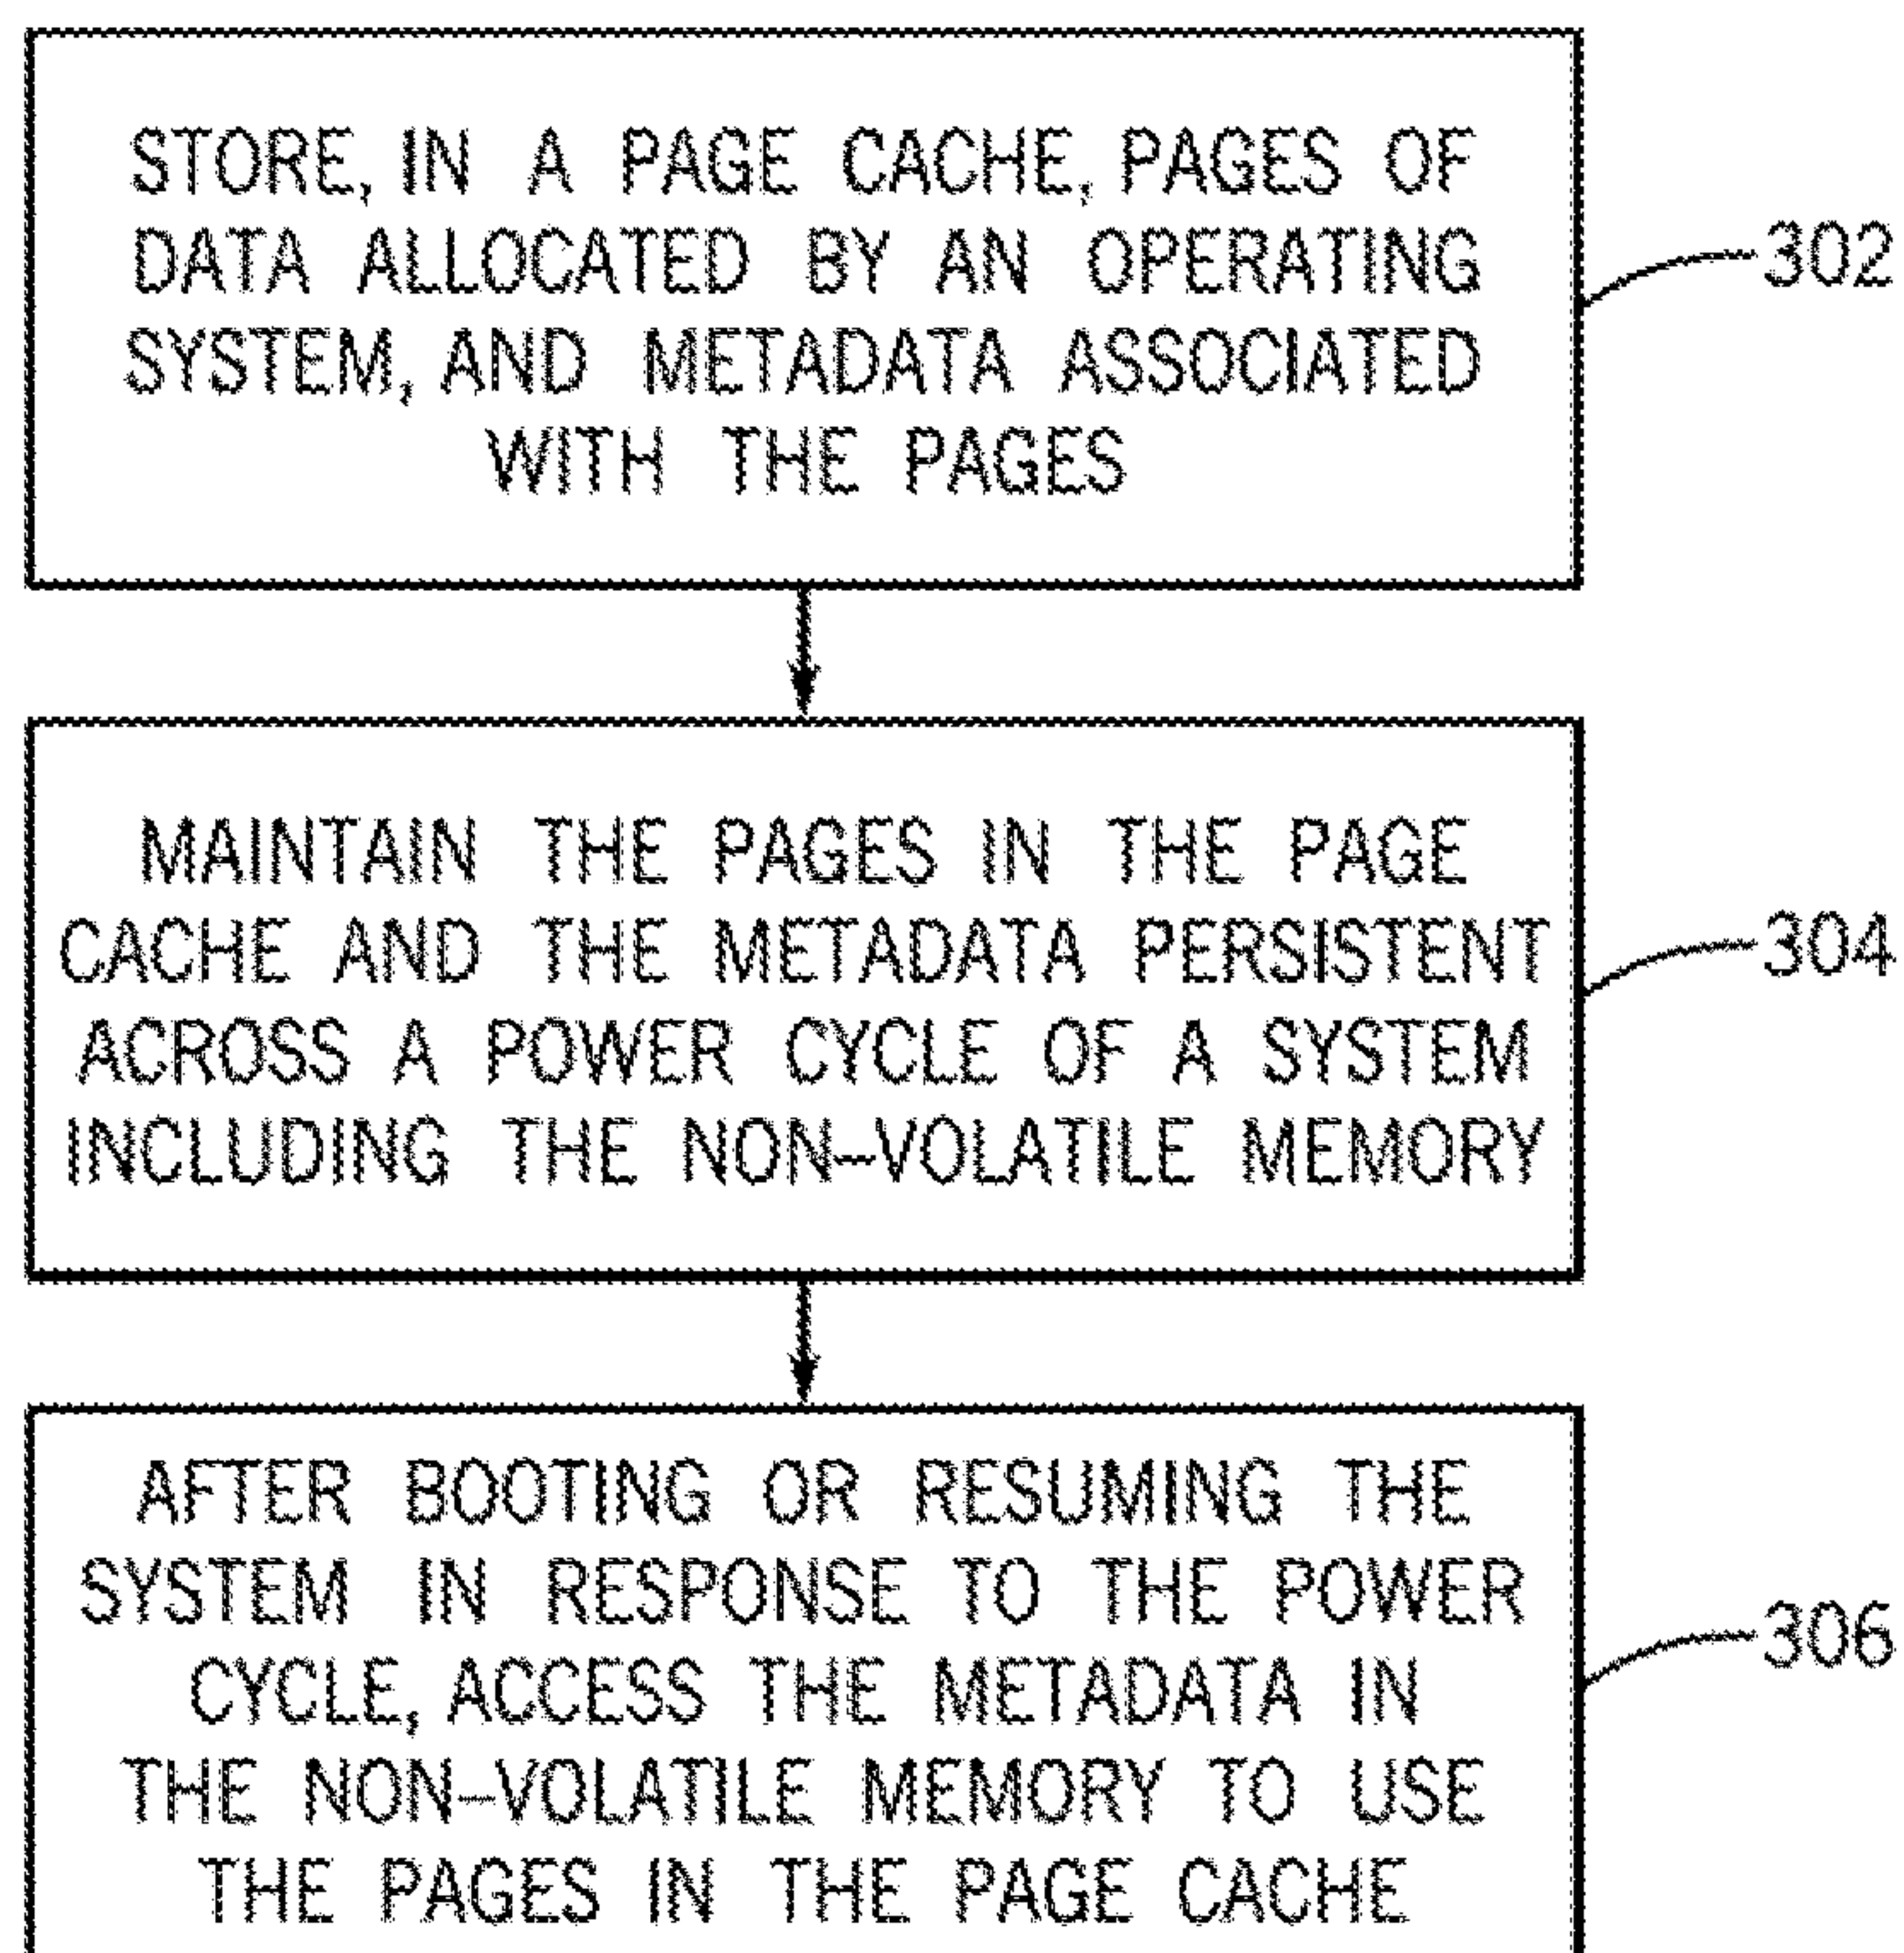 STORE, IN A PAGE CACHE, PAGES OF
DATA ALLOCATED BY AN OPERATING
SYSTEM, AND METADATA ASSOCIATED
WITH THE PAGES
302
MAINTAIN THE PAGES IN THE PAGE
CACHE AND THE METADATA PERSISTENT
ACROSS A POWER CYCLE OF A SYSTEM
INCLUDING THE NON–VOLATILE MEMORY
304
AFTER BOOTING OR RESUMING THE
SYSTEM IN RESPONSE TO THE POWER
CYCLE, ACCESS THE METADATA IN
THE NON–VOLATILE MEMORY TO USE
THE PAGES IN THE PAGE CACHE
306